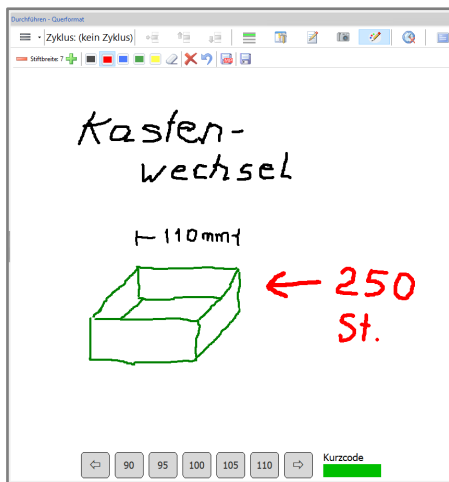 Durchführen - Querformat
Zyklus: (kein Zyklus)
Stiftbreite: 7
Kasten-
wechsel
110mm
250
St.
90 95 100 105 110
Kurzcode